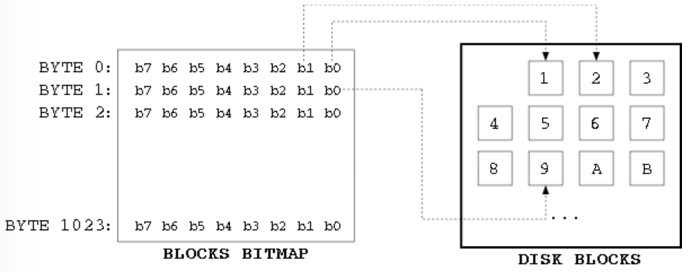 BYTE 0: b7 b6 b5 b4 b3 b2 b1 b0
BYTE 1: b7 b6 b5 b4 b3 b2 b1 b0
BYTE 2: b7 b6 b5 b4 b3 b2 b1 b0
BYTE 1023: b7 b6 b5 b4 b3 b2 b1 b0
BLOCKS BITMAP
1 2 3
4 5 6 7
8 9 A B
...
DISK BLOCKS